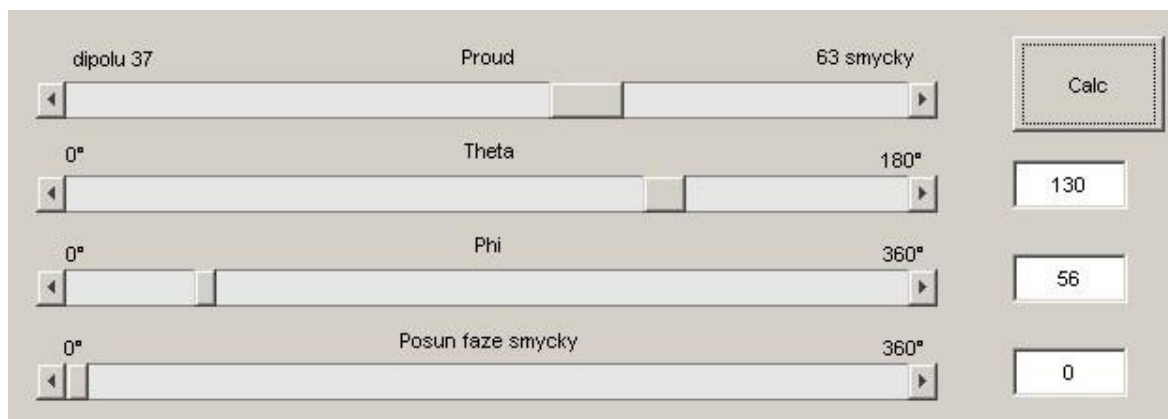 dipolu 37 Proud 63 smycky
Calc
0° Theta 180°
130
0° Phi 360°
56
0° Posun faze smycky 360°
0